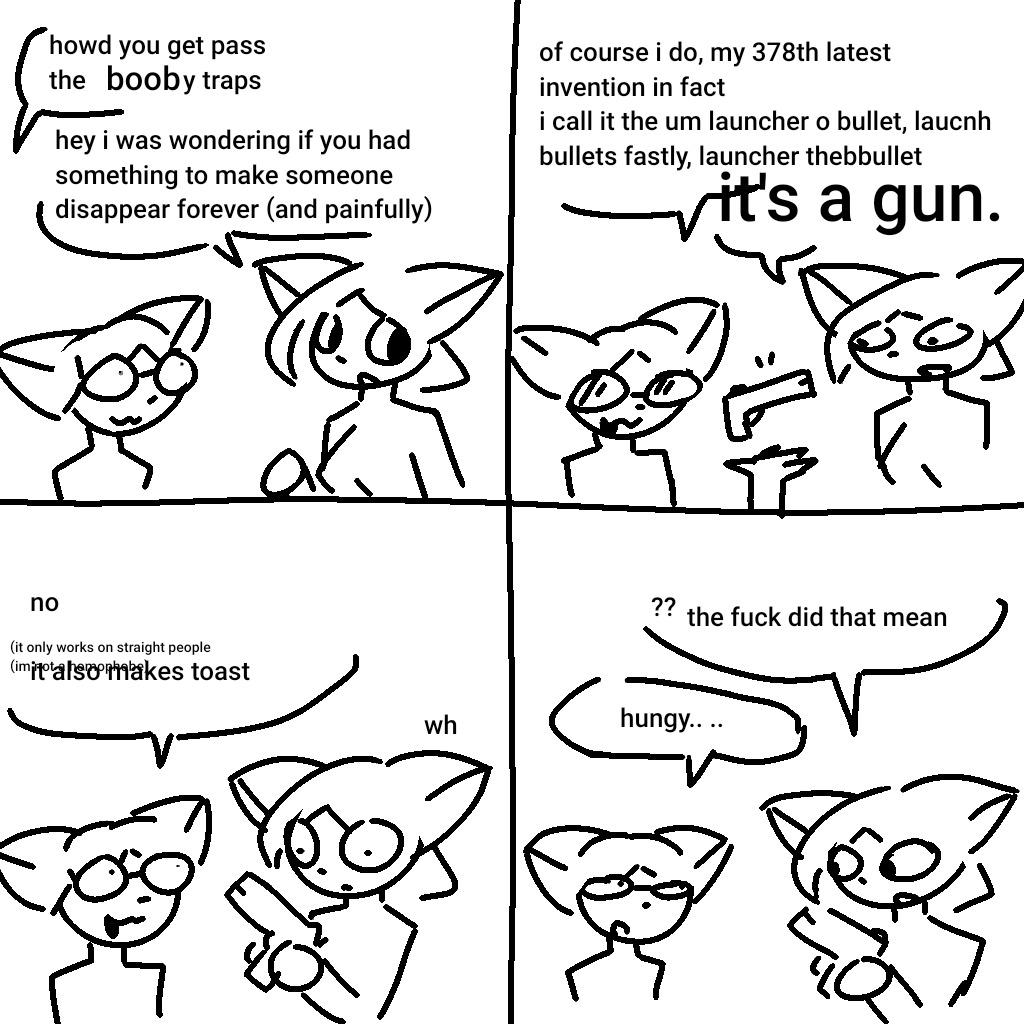 howd you get pass
the booby traps
hey i was wondering if you had
something to make someone
disappear forever (and painfully)
of course i do, my 378th latest
invention in fact
i call it the um launcher o bullet, laucnh
bullets fastly, launcher thebbullet
it's a gun.
no
(it only works on straight people
(im not a homophobe)
it also makes toast
wh
?? the fuck did that mean
hungy.. ..